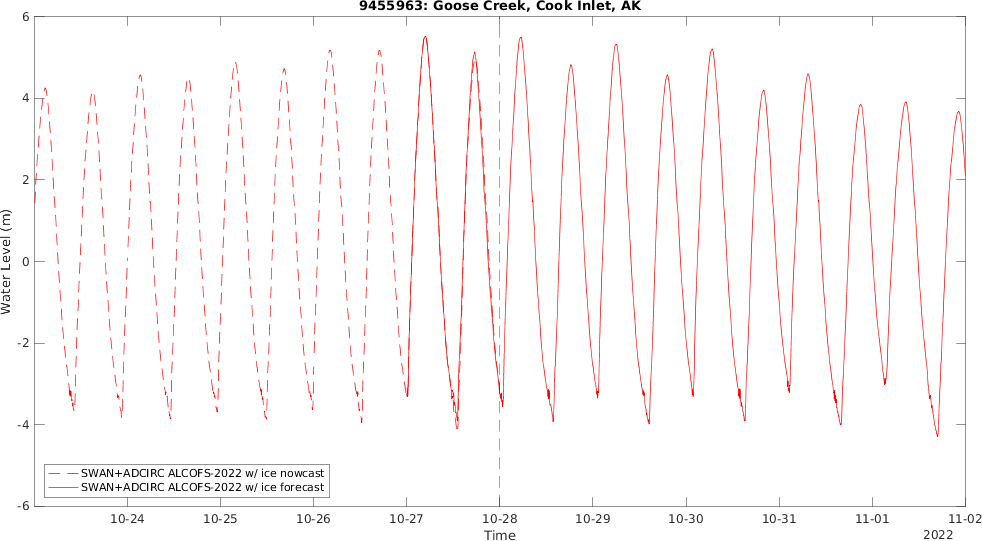 9455963: Goose Creek, Cook Inlet, AK
6
4
2
0
-2
-4
-6
Water Level (m)
SWAN+ADCIRC ALCOFS-2022 w/ ice nowcast
SWAN+ADCIRC ALCOFS-2022 w/ ice forecast
10-24 10-25 10-26 10-27 10-28 10-29 10-30 10-31 11-01 11-02
Time
2022